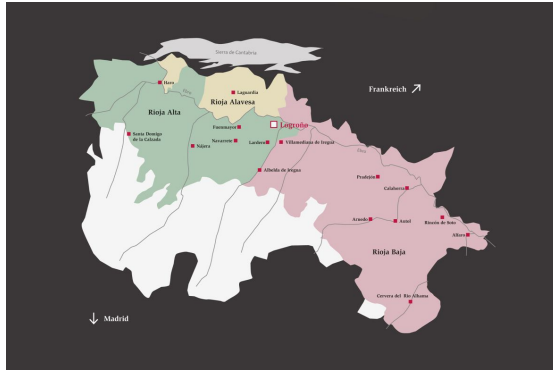 Sierra de Cantabria
Frankreich
Haro
Ebro
Laguardia
Rioja Alavesa
Rioja Alta
Fuenmayor
Logroño
Santo Domigo
de la Calzada
Navarrete
Lardero
Villamediana de Iregua
Nájera
Ebro
Albelda de Iregua
Pradejón
Calahorra
Arnedo
Autol
Rincón de Soto
Alfaro
Rioja Baja
Cervera del Río Alhama
Madrid